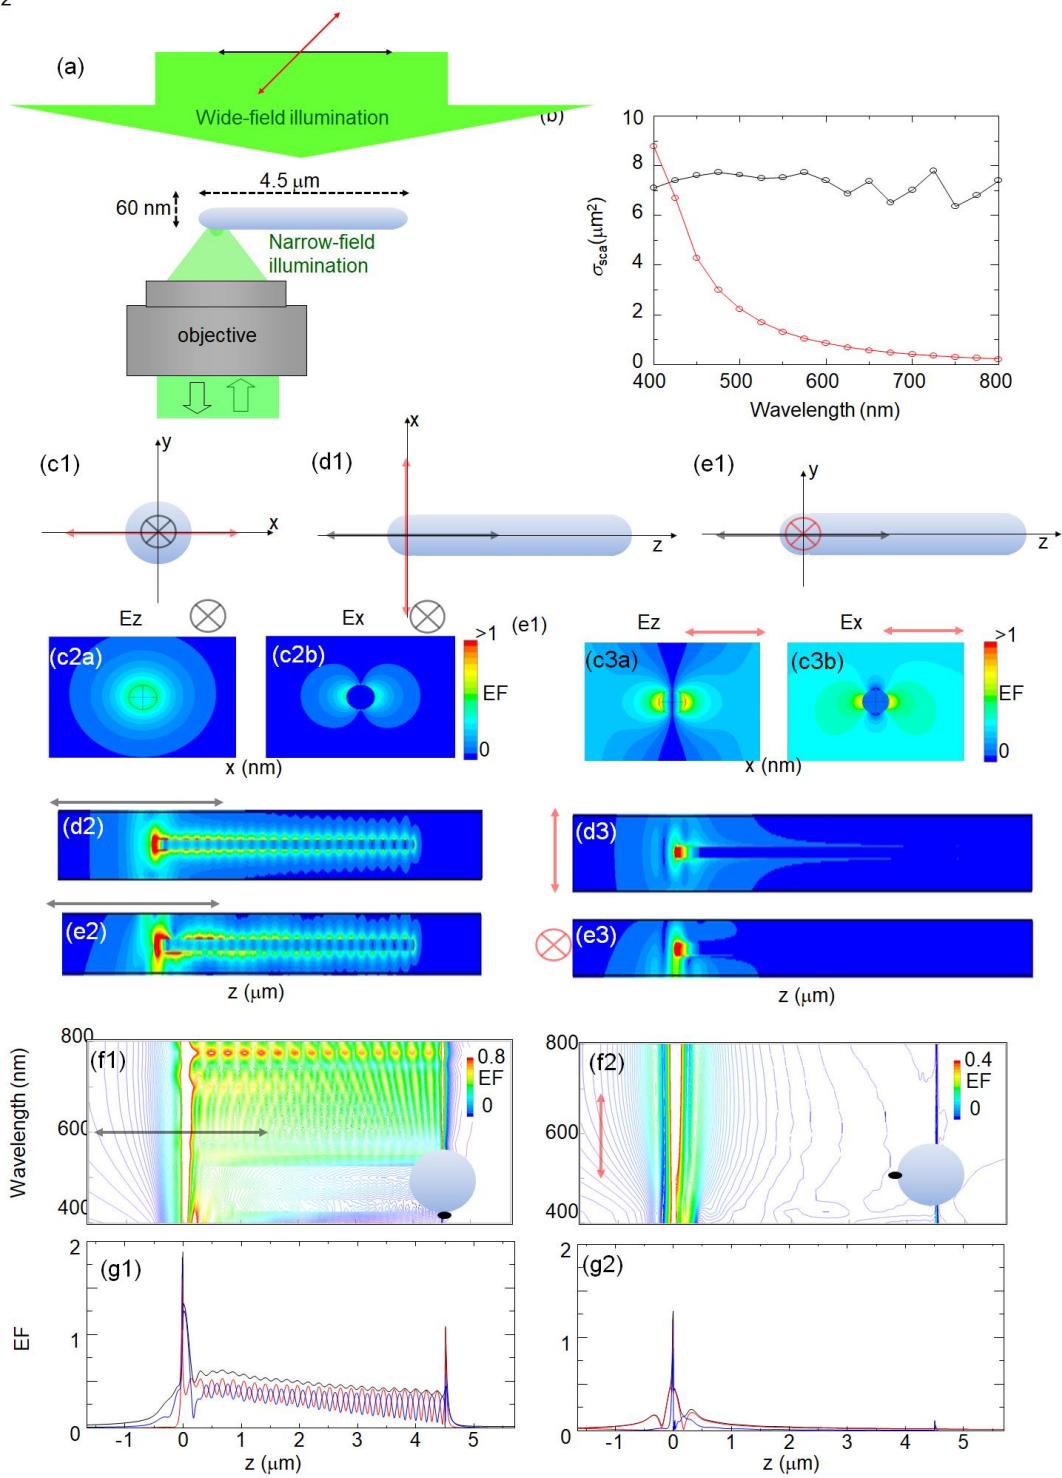 2
(a)
Wide-field illumination
4.5 μm
60 nm
Narrow-field
illumination
objective
(b)
10
8
6
4
2
0
σsca(μm²)
400
500
600
700
800
Wavelength (nm)
(c1)
y
x
(d1)
x
z
(e1)
y
z
Ez
Ex
(e1)
Ez
Ex
(c2a)
(c2b)
>1
EF
0
(c3a)
(c3b)
>1
EF
0
x (nm)
x (nm)
(d2)
(d3)
(e2)
(e3)
z (μm)
z (μm)
800
600
400
Wavelength (nm)
(f1)
0.8
EF
0
800
600
400
(f2)
0.4
EF
0
2
1
0
EF
(g1)
-1
0
1
2
3
4
5
z (μm)
2
1
0
(g2)
-1
0
1
2
3
4
5
z (μm)